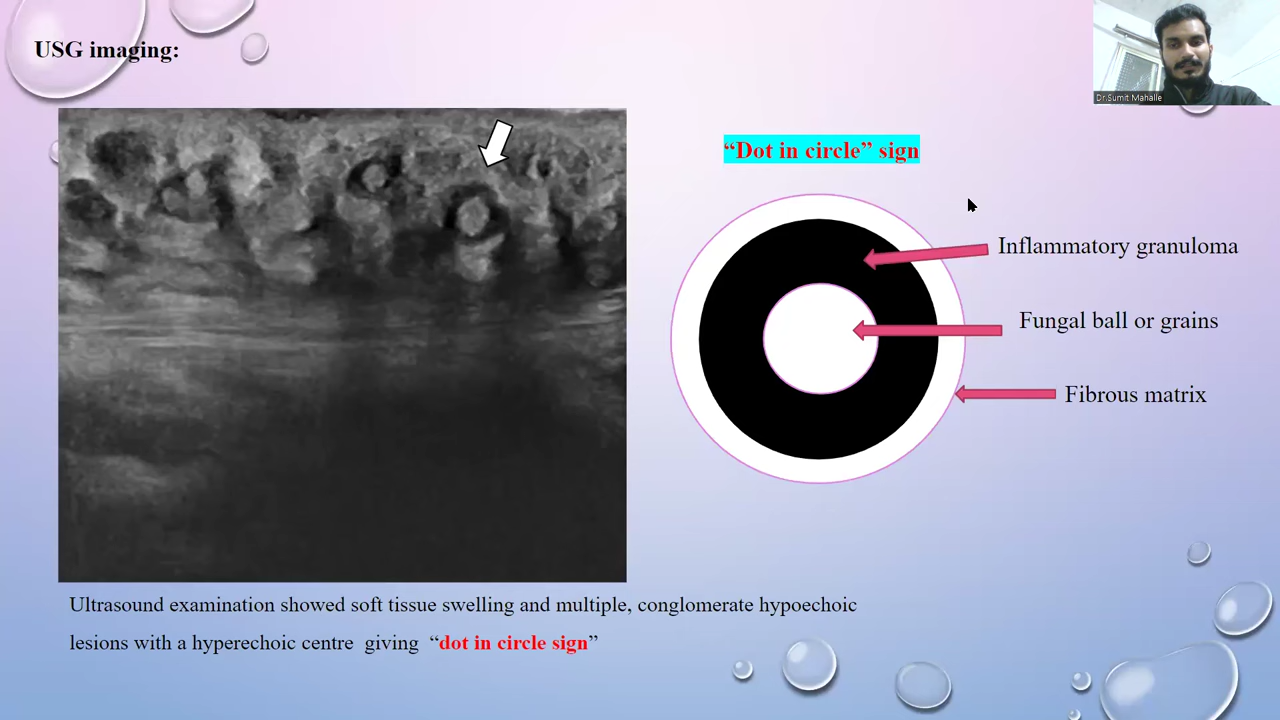 USG imaging:
Dr.Sumit Mahalle
“Dot in circle” sign
Inflammatory granuloma
Fungal ball or grains
Fibrous matrix
Ultrasound examination showed soft tissue swelling and multiple, conglomerate hypoechoic
lesions with a hyperechoic centre giving “dot in circle sign”